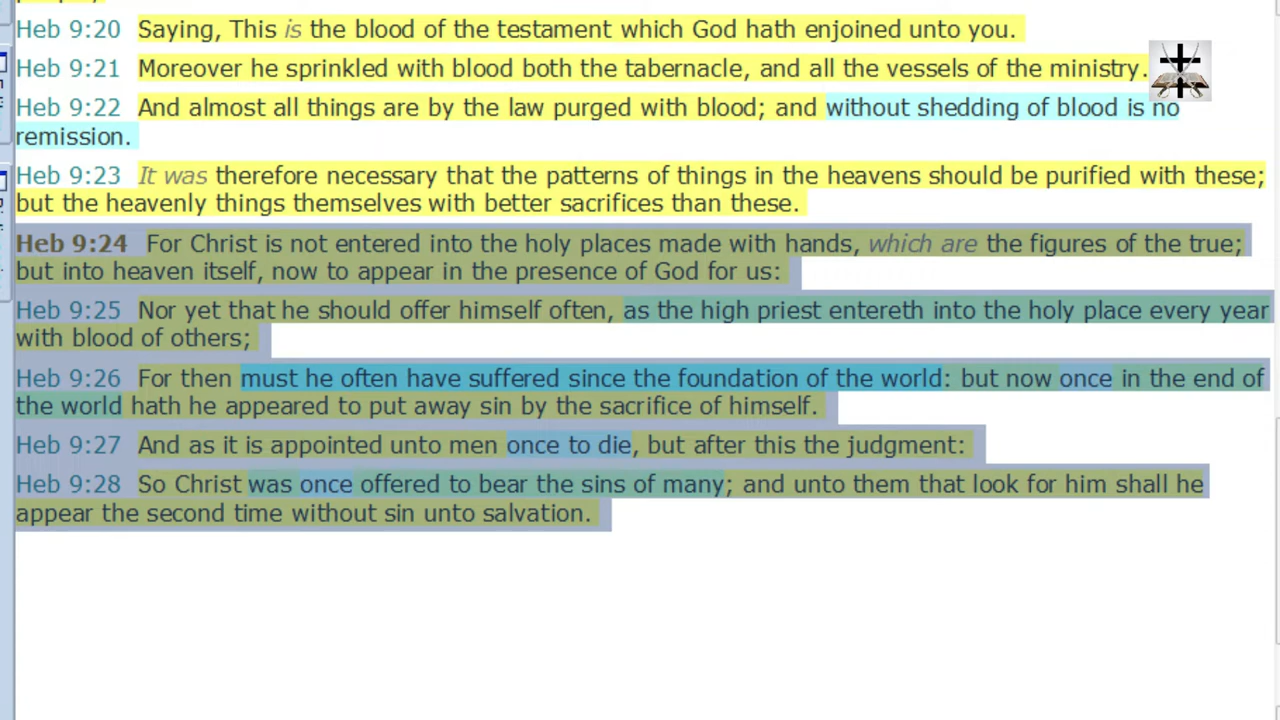 Heb 9:20 Saying, This is the blood of the testament which God hath enjoined unto you.
Heb 9:21 Moreover he sprinkled with blood both the tabernacle, and all the vessels of the ministry.
Heb 9:22 And almost all things are by the law purged with blood; and without shedding of blood is no
remission.
Heb 9:23 It was therefore necessary that the patterns of things in the heavens should be purified with these;
but the heavenly things themselves with better sacrifices than these.
Heb 9:24 For Christ is not entered into the holy places made with hands, which are the figures of the true;
but into heaven itself, now to appear in the presence of God for us:
Heb 9:25 Nor yet that he should offer himself often, as the high priest entereth into the holy place every year
with blood of others;
Heb 9:26 For then must he often have suffered since the foundation of the world: but now once in the end of
the world hath he appeared to put away sin by the sacrifice of himself.
Heb 9:27 And as it is appointed unto men once to die, but after this the judgment:
Heb 9:28 So Christ was once offered to bear the sins of many; and unto them that look for him shall he
appear the second time without sin unto salvation.